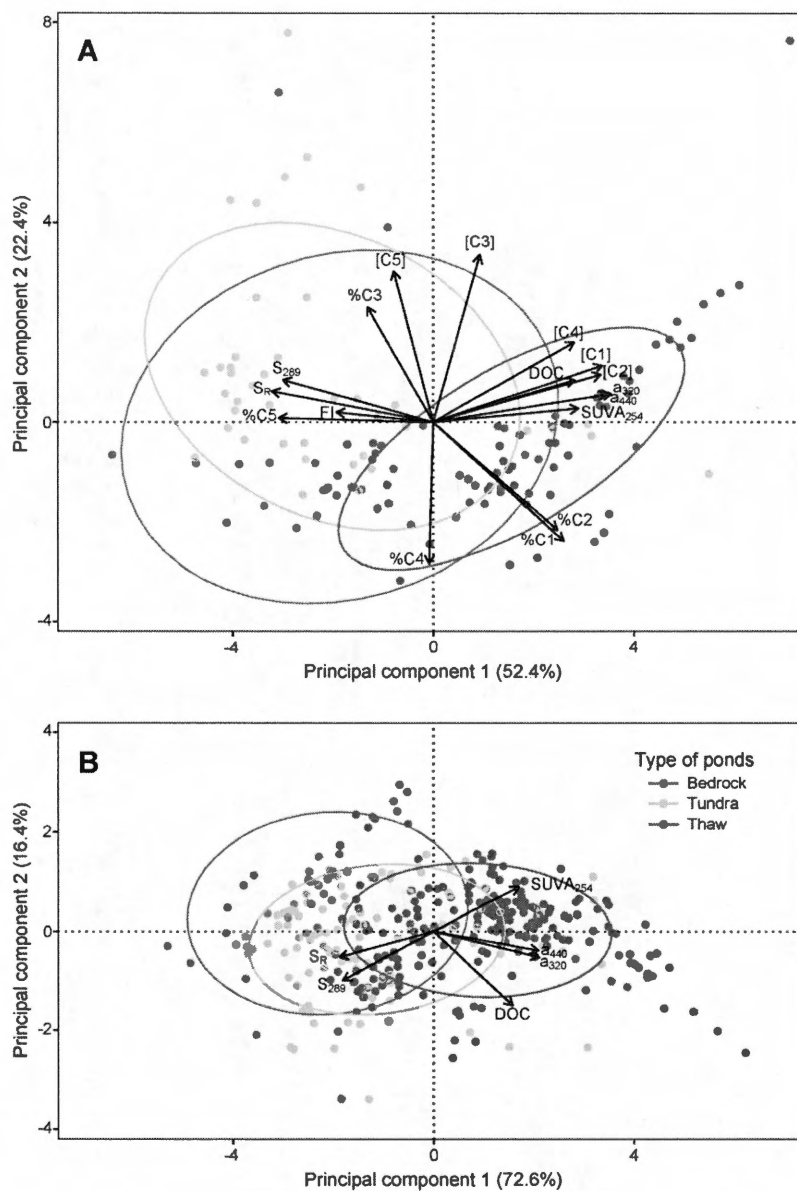 A
8
4
0
-4
Principal component 2 (22.4%)
[C3]
[C5]
%C3
[C4]
[C1]
DOC
[C2]
S289
SR
a320
a440
FI
%C5
SUVA254
%C2
%C1
%C4
-4
0
4
Principal component 1 (52.4%)
B
4
2
0
-2
-4
Principal component 2 (16.4%)
Type of ponds
Bedrock
Tundra
Thaw
SUVA254
SR
a440
a320
S289
DOC
-4
0
4
Principal component 1 (72.6%)